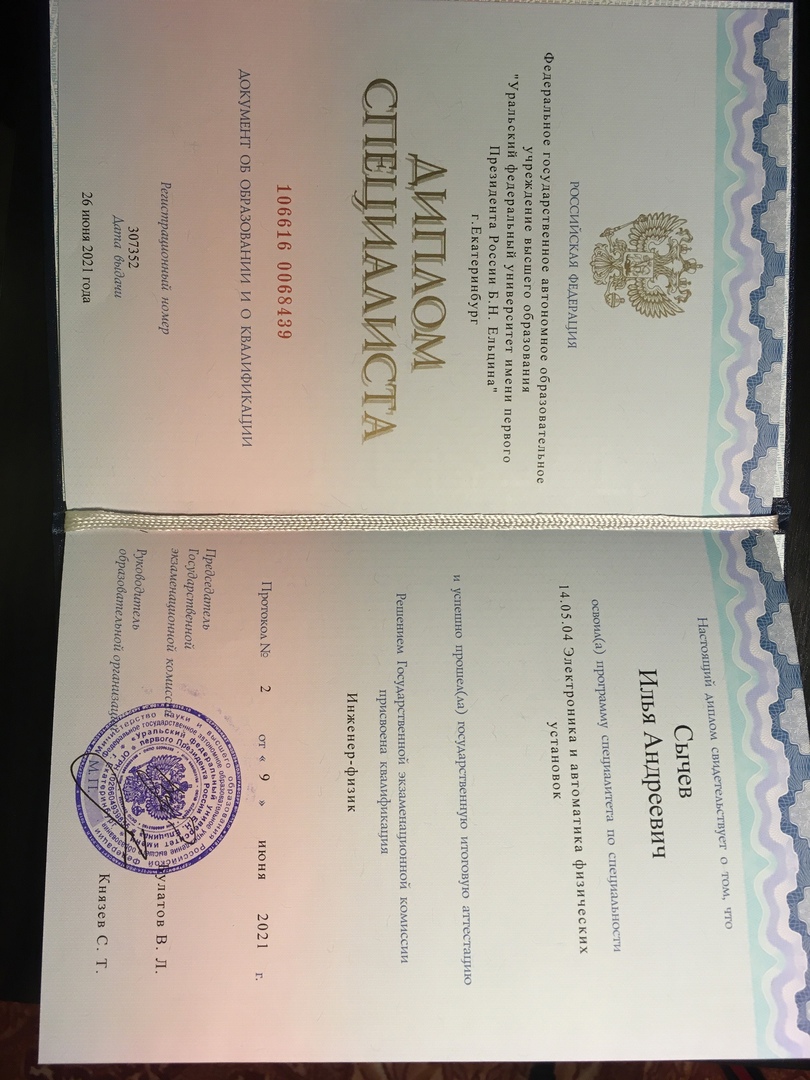 РОССИЙСКАЯ ФЕДЕРАЦИЯ
Федеральное государственное автономное образовательное
учреждение высшего образования
"Уральский федеральный университет имени первого
Президента России Б.Н. Ельцина"
г.Екатеринбург
ДИПЛОМ
СПЕЦИАЛИСТА
106616 0068439
ДОКУМЕНТ ОБ ОБРАЗОВАНИИ И О КВАЛИФИКАЦИИ
Регистрационный номер
307352
Дата выдачи
26 июня 2021 года
Настоящий диплом свидетельствует о том, что
Сычев
Илья Андреевич
освоил(а) программу специалитета по специальности
14.05.04 Электроника и автоматика физических
установок
и успешно прошел(ла) государственную итоговую аттестацию
Решением Государственной экзаменационной комиссии
присвоена квалификация
Инженер-физик
Протокол № 2 от « 9 » июня 2021 г.
Председатель
Государственной
экзаменационной комиссии
В. Л.
Руководитель
образовательной организации
Князев С. Т.
М.П.